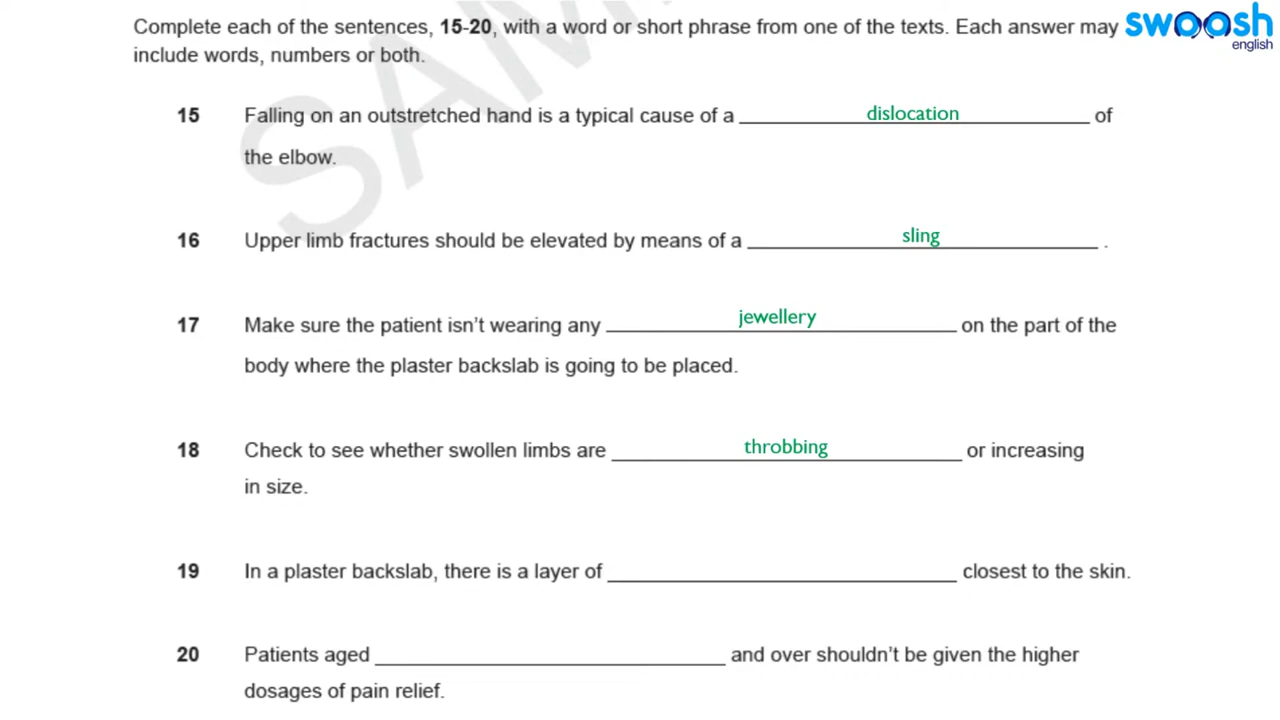 Complete each of the sentences, 15-20, with a word or short phrase from one of the texts. Each answer may
include words, numbers or both.
swoosh
english
15 Falling on an outstretched hand is a typical cause of a dislocation of
the elbow.
16 Upper limb fractures should be elevated by means of a sling .
17 Make sure the patient isn't wearing any jewellery on the part of the
body where the plaster backslab is going to be placed.
18 Check to see whether swollen limbs are throbbing or increasing
in size.
19 In a plaster backslab, there is a layer of ____ closest to the skin.
20 Patients aged ____ and over shouldn't be given the higher
dosages of pain relief.